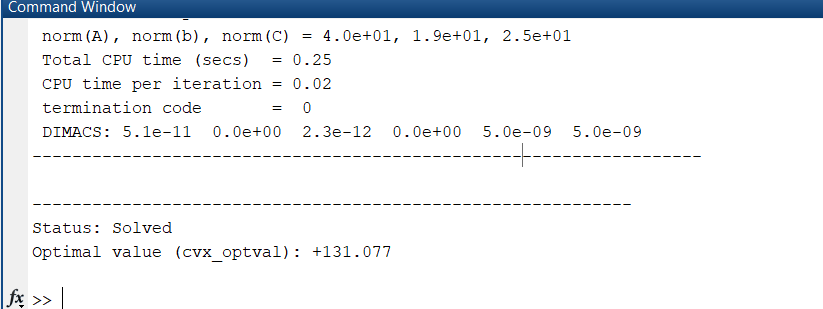 Command Window
norm(A), norm(b), norm(C) = 4.0e+01, 1.9e+01, 2.5e+01
Total CPU time (secs)  = 0.25
CPU time per iteration = 0.02
termination code       =  0
DIMACS: 5.1e-11  0.0e+00  2.3e-12  0.0e+00  5.0e-09  5.0e-09
-------------------------------------------------------------------
------------------------------------------------------------
Status: Solved
Optimal value (cvx_optval): +131.077
fx >>